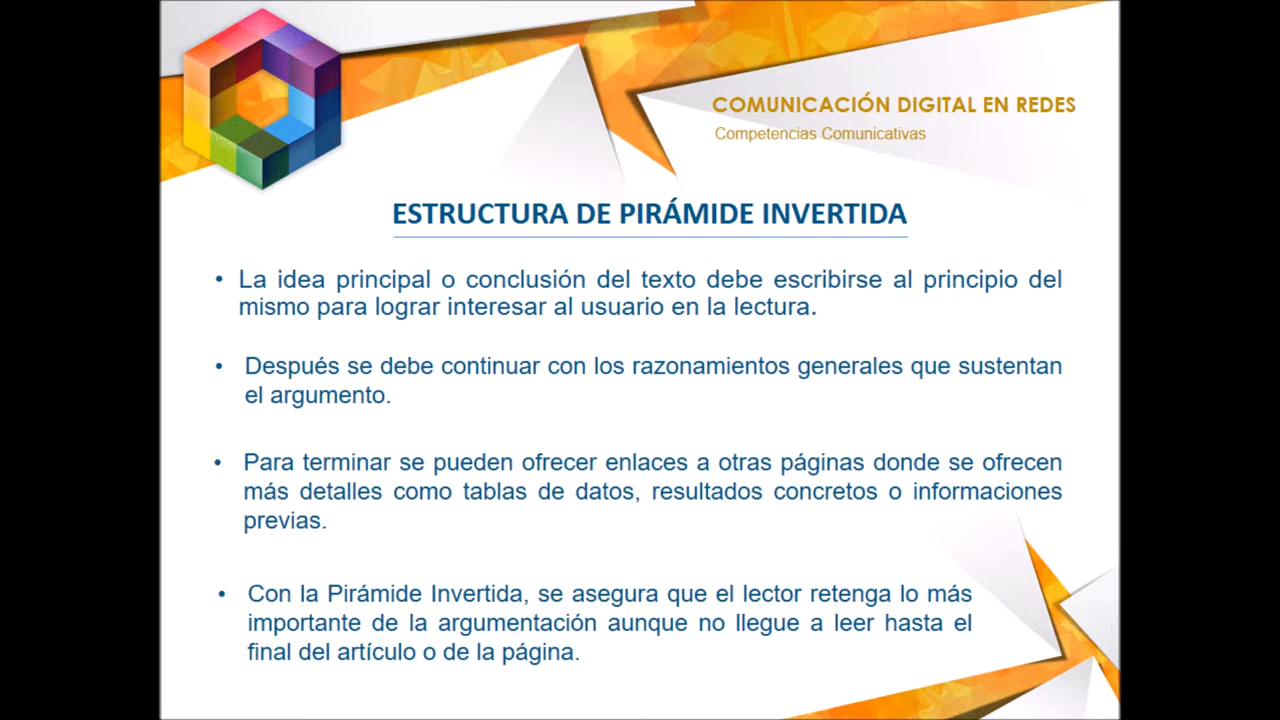 COMUNICACIÓN DIGITAL EN REDES
Competencias Comunicativas
ESTRUCTURA DE PIRÁMIDE INVERTIDA
• La idea principal o conclusión del texto debe escribirse al principio del
mismo para lograr interesar al usuario en la lectura.
• Después se debe continuar con los razonamientos generales que sustentan
el argumento.
• Para terminar se pueden ofrecer enlaces a otras páginas donde se ofrecen
más detalles como tablas de datos, resultados concretos o informaciones
previas.
• Con la Pirámide Invertida, se asegura que el lector retenga lo más
importante de la argumentación aunque no llegue a leer hasta el
final del artículo o de la página.